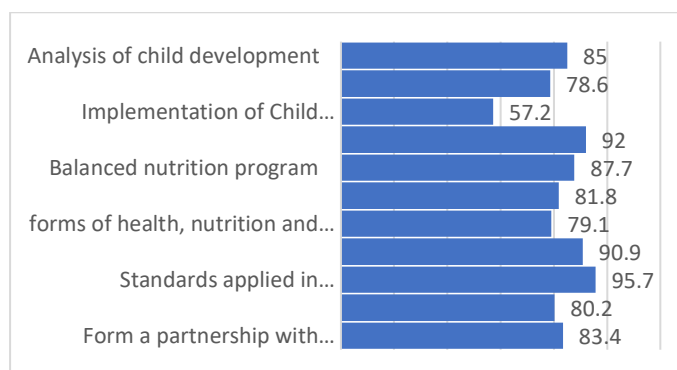 Analysis of child development 85
78.6
Implementation of Child... 57.2
92
Balanced nutrition program 87.7
81.8
forms of health, nutrition and... 79.1
90.9
Standards applied in... 95.7
80.2
Form a partnership with... 83.4